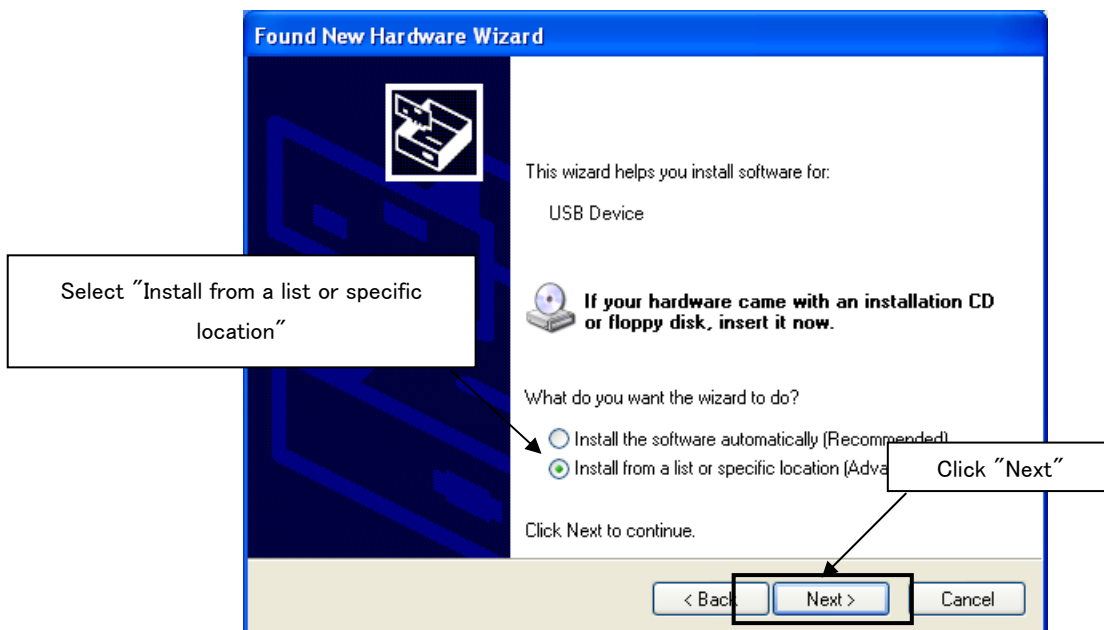 Found New Hardware Wizard
This wizard helps you install software for:
USB Device
Select "Install from a list or specific
location"
If your hardware came with an installation CD
or floppy disk, insert it now.
What do you want the wizard to do?
Install the software automatically (Recommended)
Install from a list or specific location (Adva
Click "Next"
Click Next to continue.
< Back
Next >
Cancel